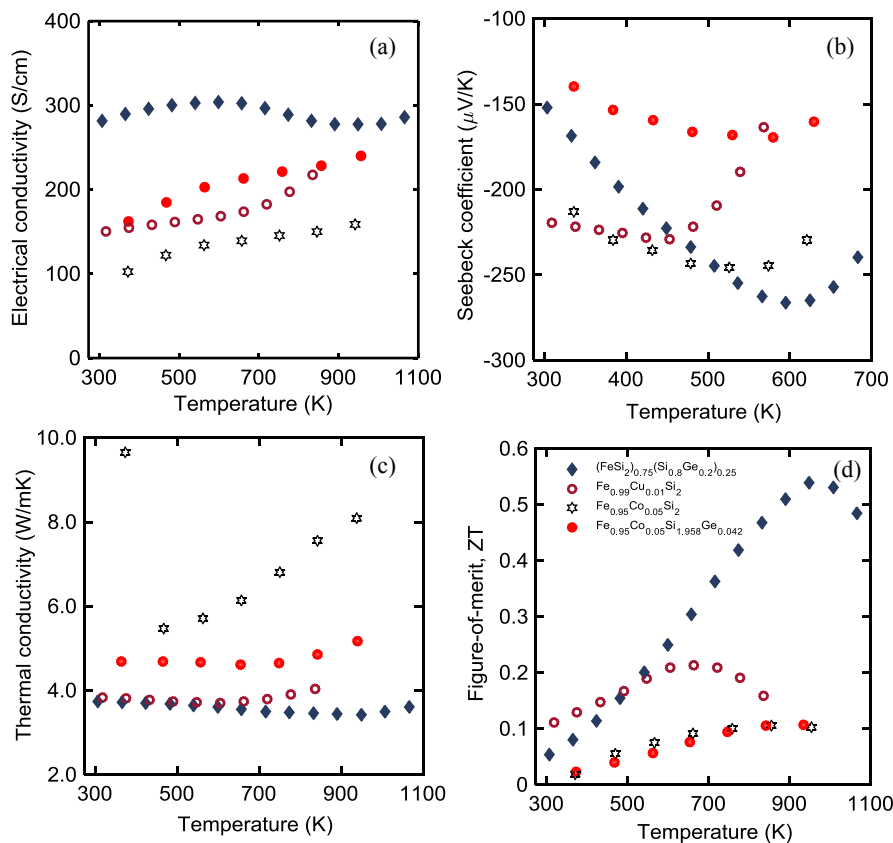 (a)
Electrical conductivity (S/cm)
400
300
200
100
0
300 500 700 900 1100
Temperature (K)
(b)
Seebeck coefficient (μV/K)
-100
-150
-200
-250
-300
300 400 500 600 700
Temperature (K)
(c)
Thermal conductivity (W/mK)
10.0
8.0
6.0
4.0
2.0
300 500 700 900 1100
Temperature (K)
(d)
Figure-of-merit, ZT
0.6
0.5
0.4
0.3
0.2
0.1
0
(FeSi₂)₀.₇₅(Si₀.₈Ge₀.₂)₀.₂₅
Fe₀.₉₉Cu₀.₀₁Si₂
Fe₀.₉₅Co₀.₀₅Si₂
Fe₀.₉₅Co₀.₀₅Si₁.₉₅₈Ge₀.₀₄₂
300 500 700 900 1100
Temperature (K)